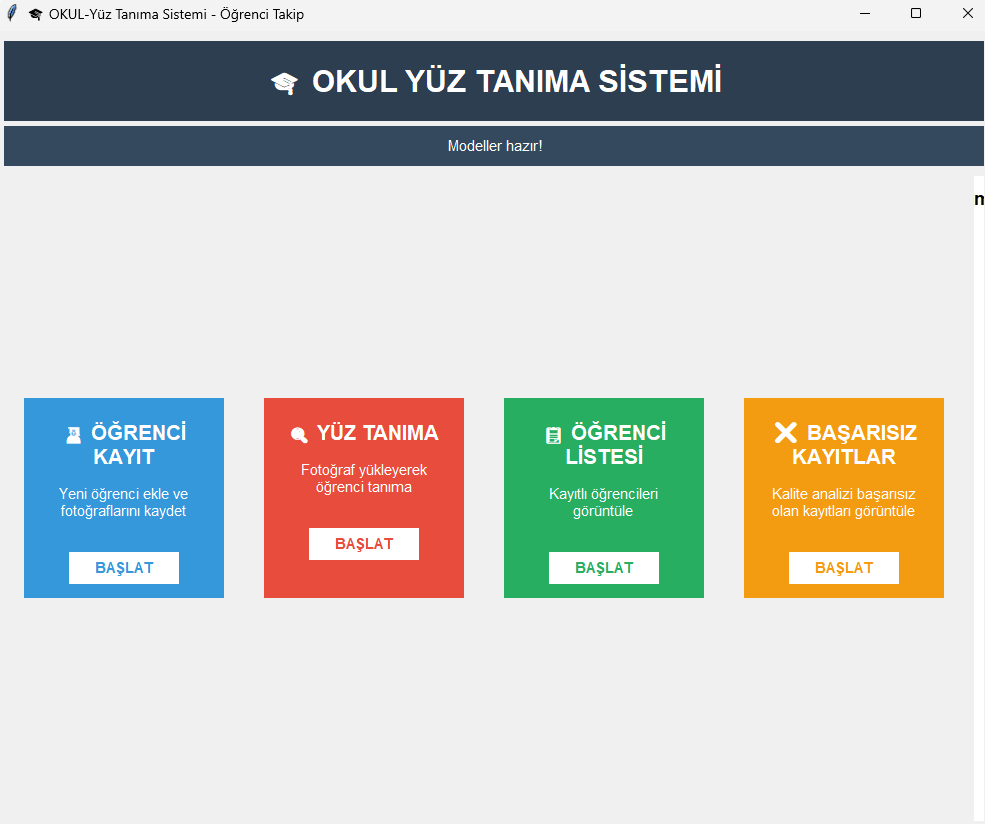 OKUL-Yüz Tanıma Sistemi - Öğrenci Takip
OKUL YÜZ TANIMA SİSTEMİ
Modeller hazır!
ÖĞRENCİ
KAYIT
Yeni öğrenci ekle ve
fotoğraflarını kaydet
BAŞLAT
YÜZ TANIMA
Fotoğraf yükleyerek
öğrenci tanıma
BAŞLAT
ÖĞRENCİ
LİSTESİ
Kayıtlı öğrencileri
görüntüle
BAŞLAT
BAŞARISIZ
KAYITLAR
Kalite analizi başarısız
olan kayıtları görüntüle
BAŞLAT